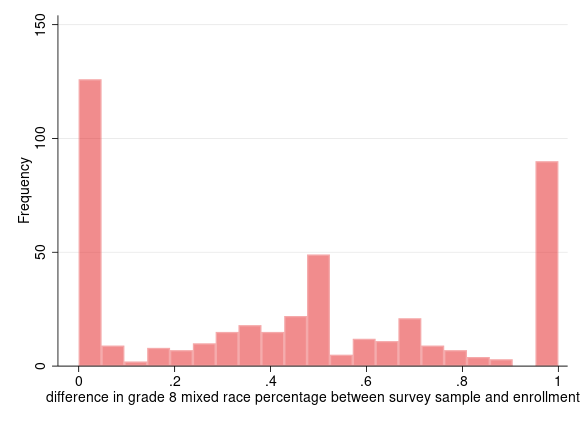 150
100
50
0
Frequency
0 .2 .4 .6 .8 1
difference in grade 8 mixed race percentage between survey sample and enrollment